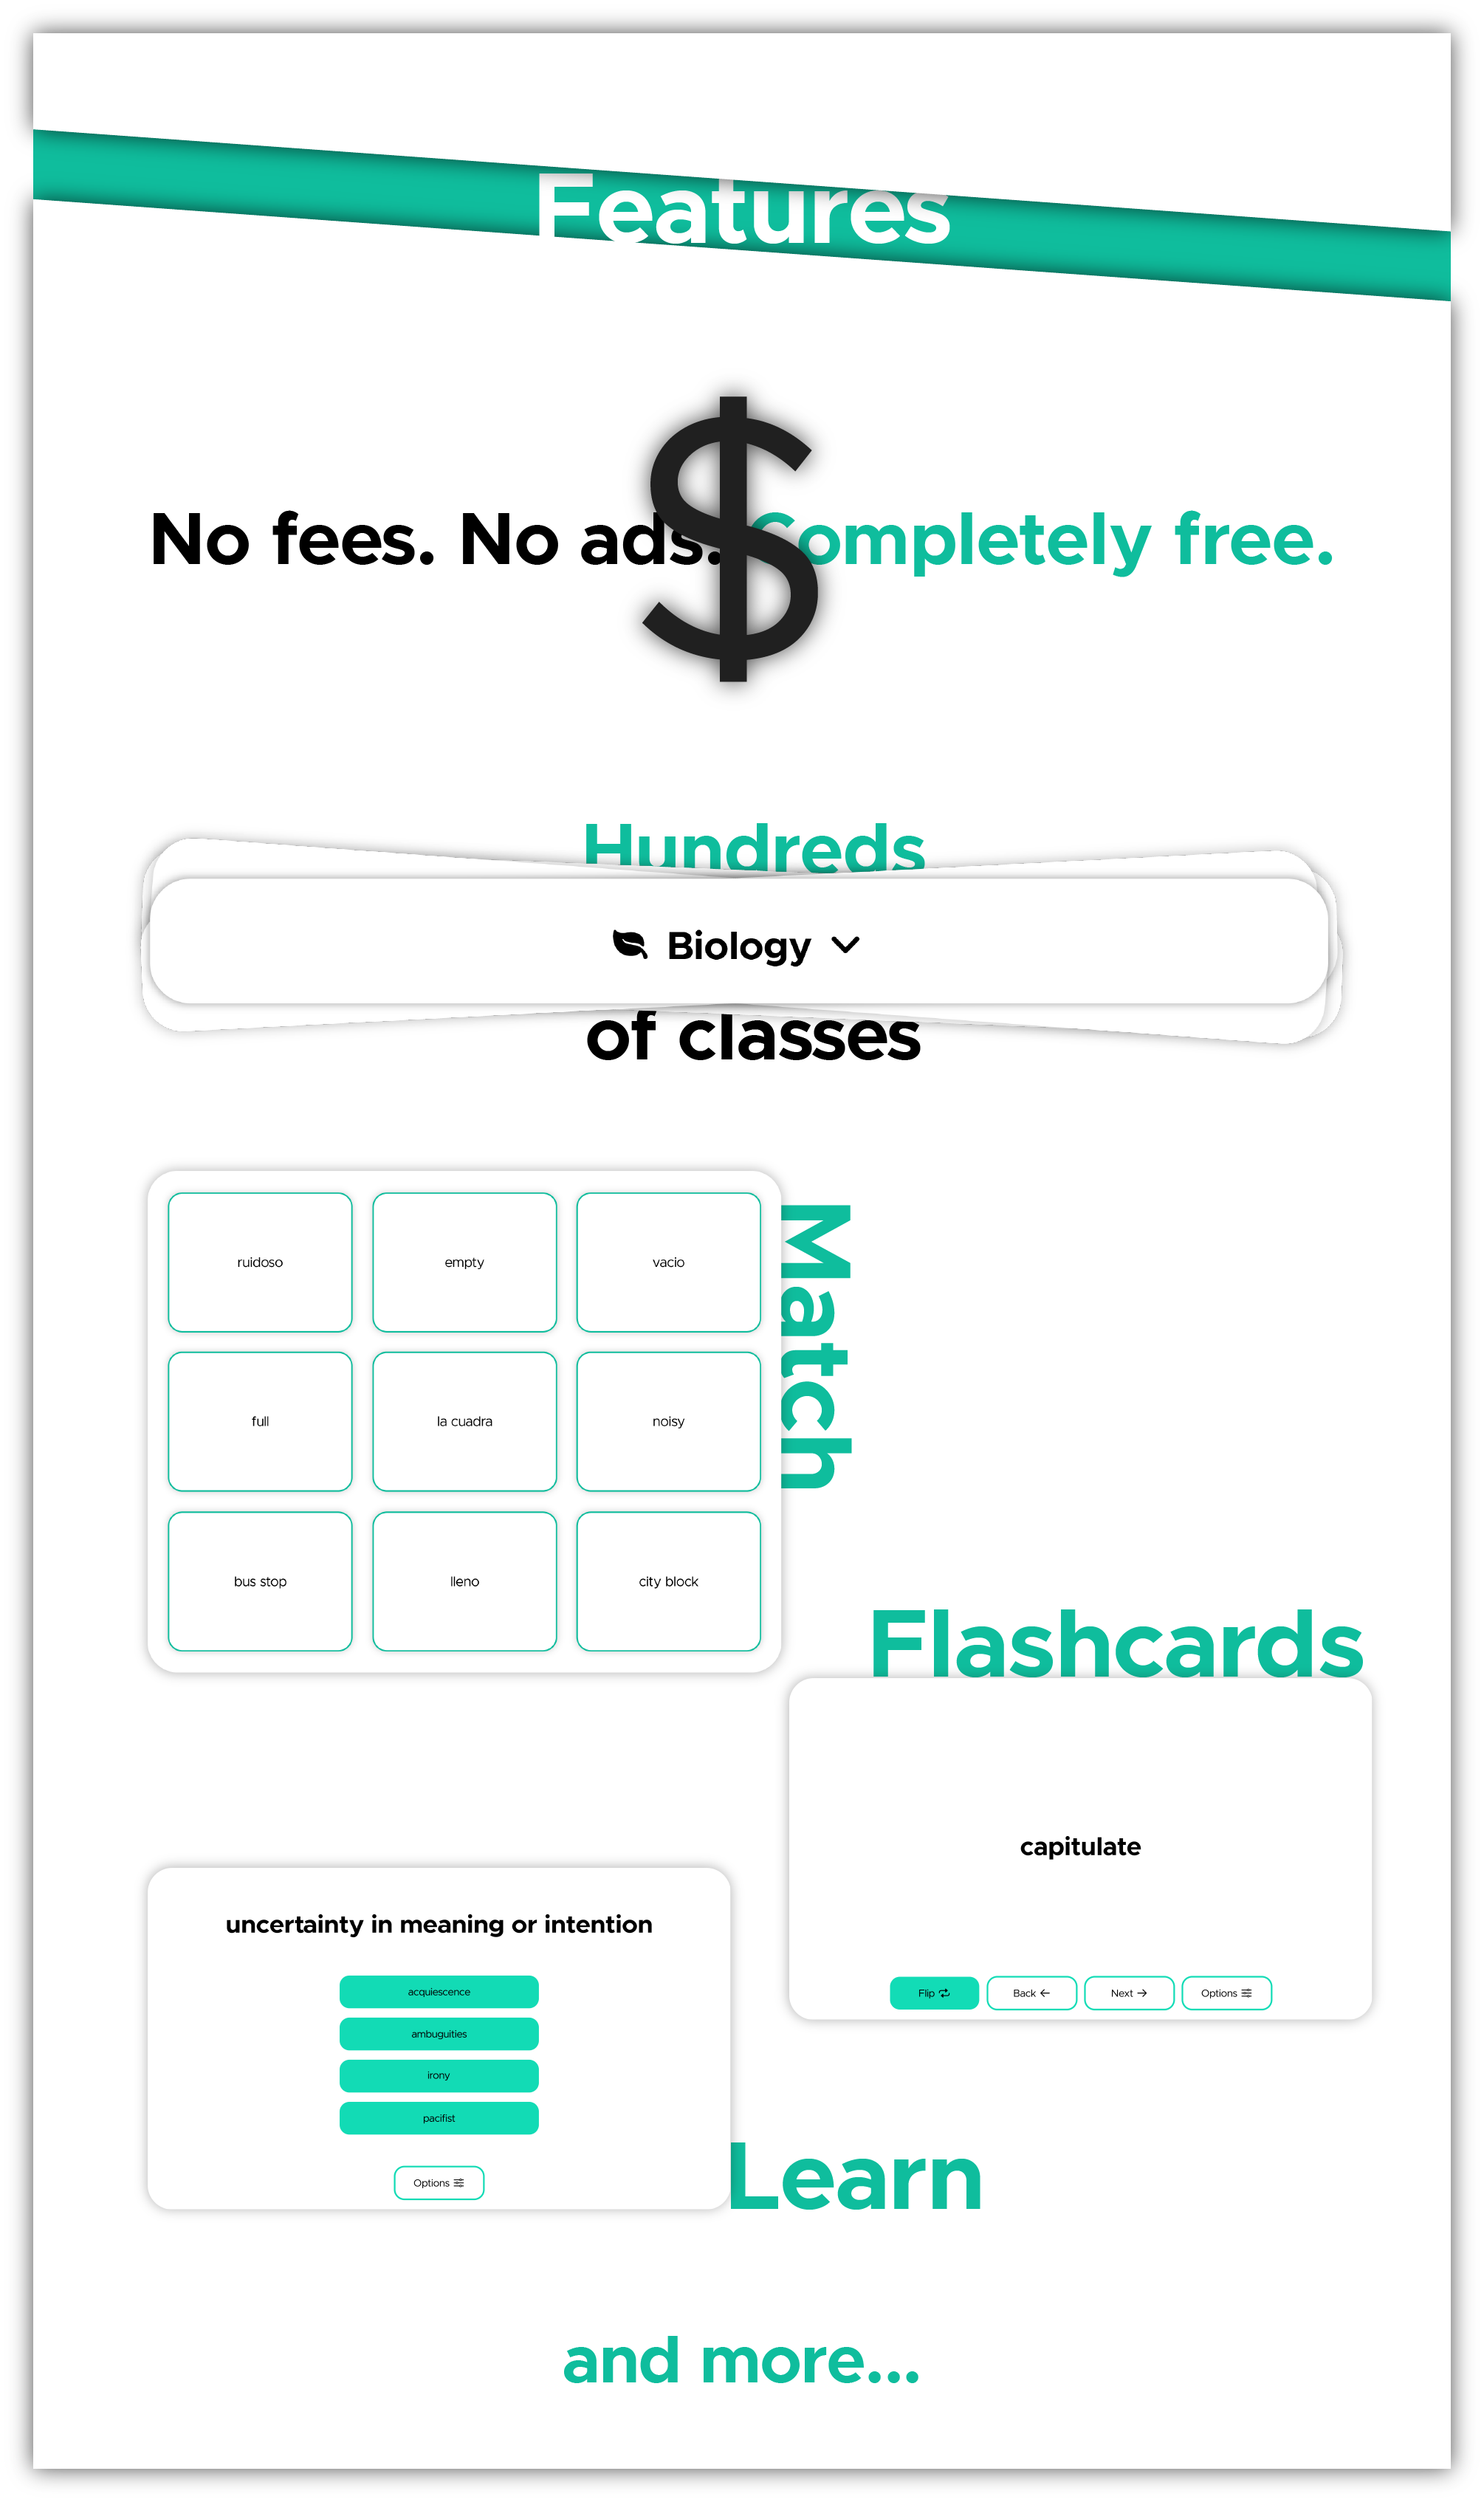 Features
$
No fees. No ads. Completely free.
Hundreds
Biology
of classes
ruidoso empty vacio
full la cuadra noisy
bus stop lleno city block
Match
Flashcards
capitulate
Flip Back Next Options
uncertainty in meaning or intention
acquiescence
ambuguities
irony
pacifist
Options
Learn
and more...